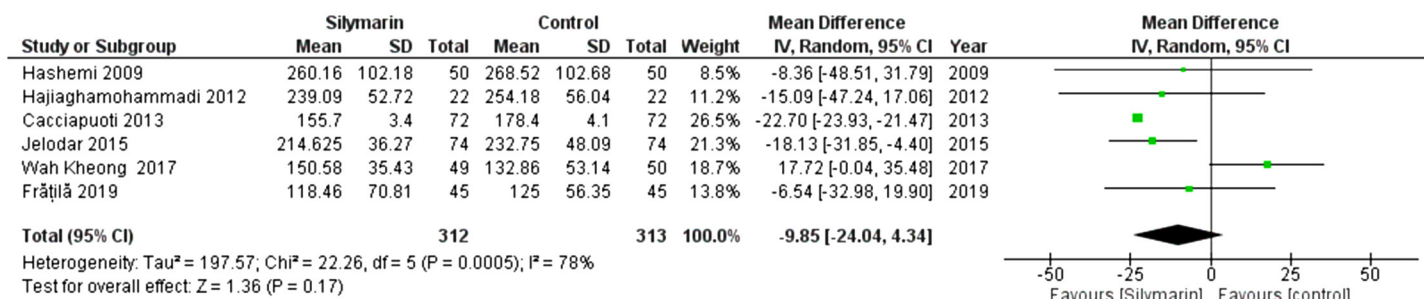 Silymarin Control Mean Difference Mean Difference
Study or Subgroup Mean SD Total Mean SD Total Weight IV, Random, 95% CI Year IV, Random, 95% CI
Hashemi 2009 260.16 102.18 50 268.52 102.68 50 8.5% -8.36 [-48.51, 31.79] 2009
Hajiaghamohammadi 2012 239.09 52.72 22 254.18 56.04 22 11.2% -15.09 [-47.24, 17.06] 2012
Cacciapuoti 2013 155.7 3.4 72 178.4 4.1 72 26.5% -22.70 [-23.93, -21.47] 2013
Jelodar 2015 214.625 36.27 74 232.75 48.09 74 21.3% -18.13 [-31.85, -4.40] 2015
Wah Kheong 2017 150.58 35.43 49 132.86 53.14 50 18.7% 17.72 [-0.04, 35.48] 2017
Frățilă 2019 118.46 70.81 45 125 56.35 45 13.8% -6.54 [-32.98, 19.90] 2019
Total (95% CI) 312 313 100.0% -9.85 [-24.04, 4.34]
Heterogeneity: Tau² = 197.57; Chi² = 22.26, df = 5 (P = 0.0005); I² = 78%
Test for overall effect: Z = 1.36 (P = 0.17)
-50 -25 0 25 50
Favours [Silymarin] Favours [control]